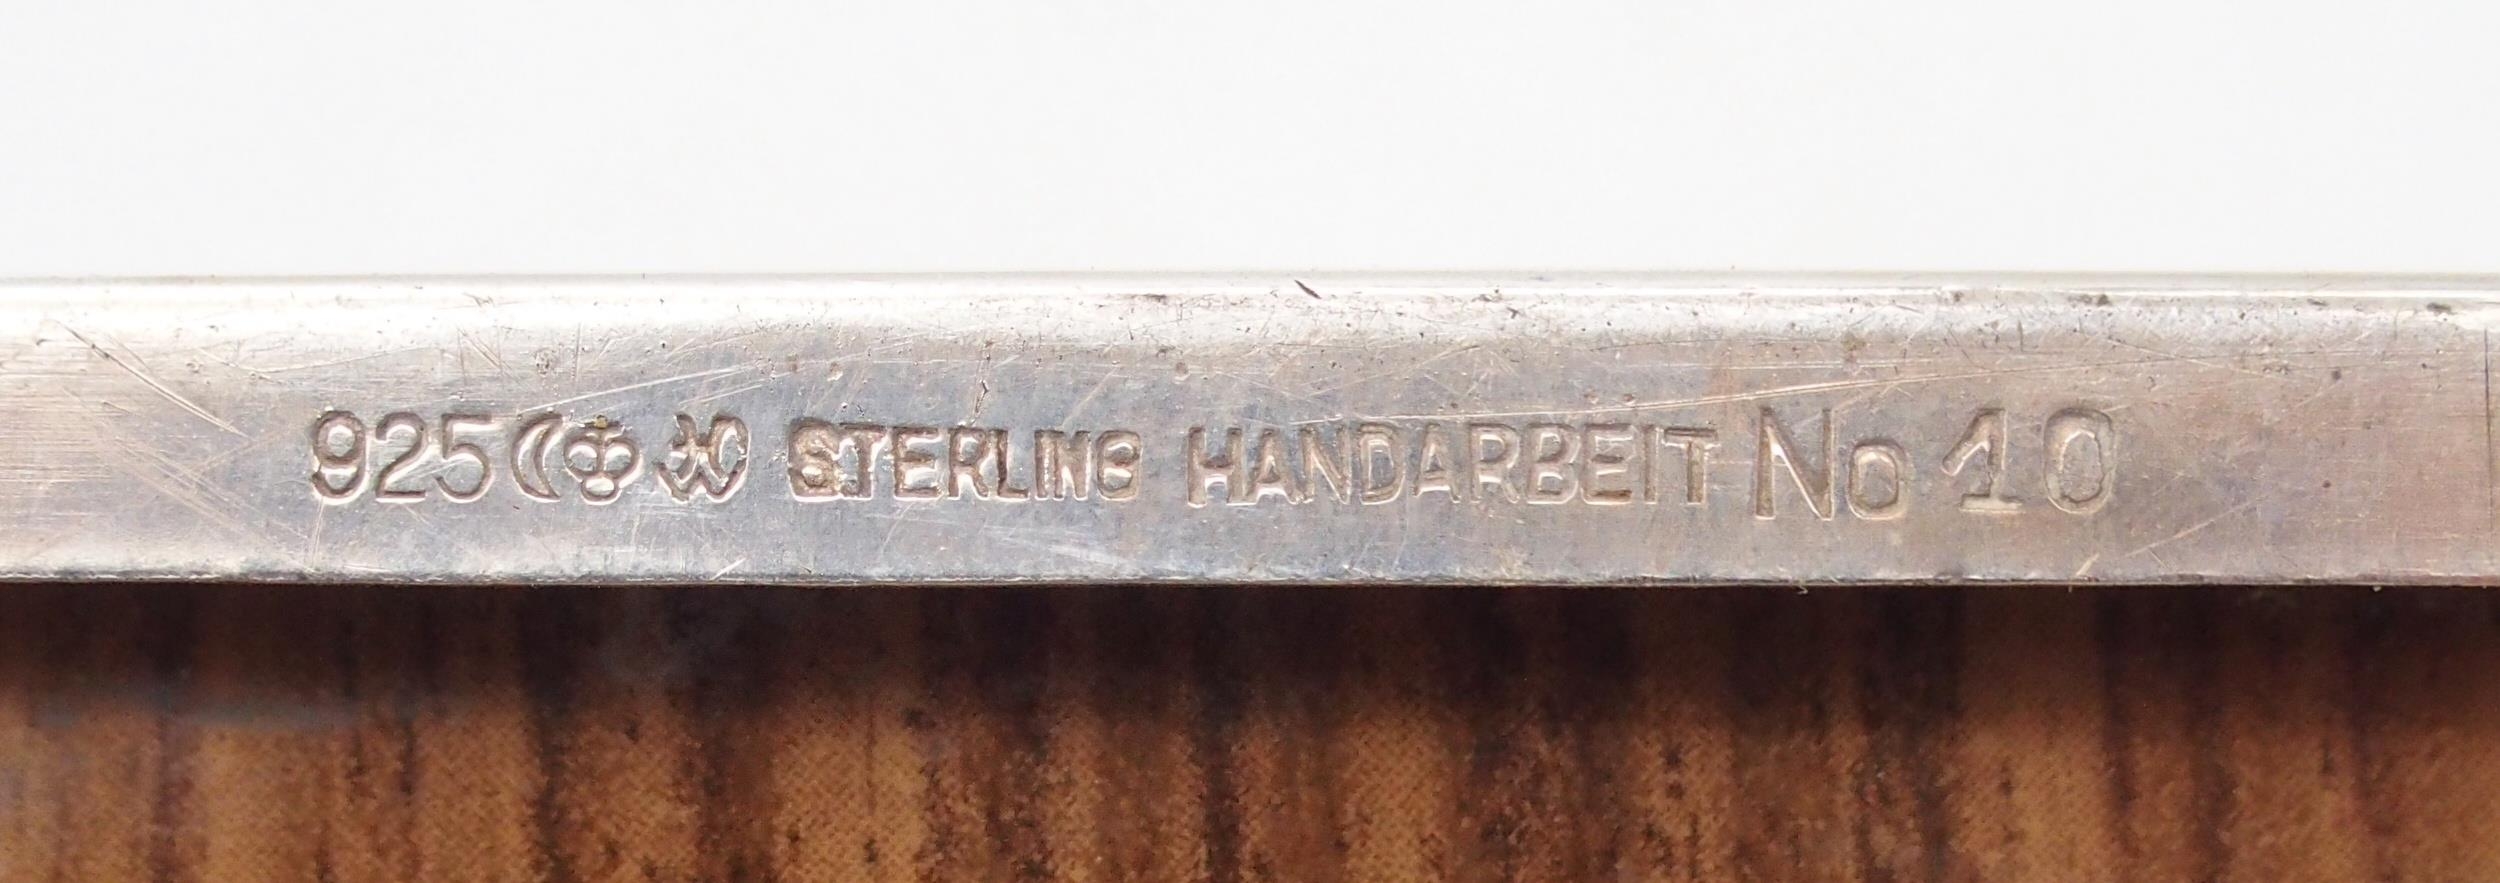 925 STERLING HANDARBEIT No 10